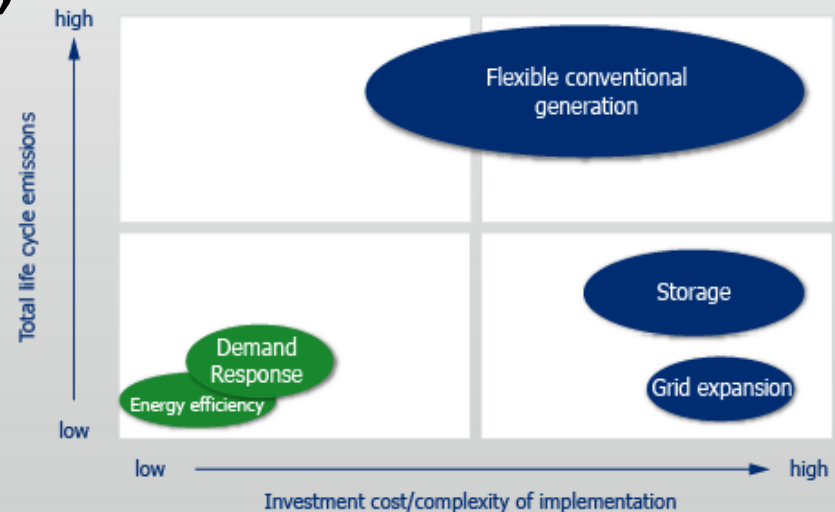 high
Flexible conventional
generation
Total life cycle emissions
Storage
Demand
Response
Grid expansion
Energy efficiency
low
low
high
Investment cost/complexity of implementation